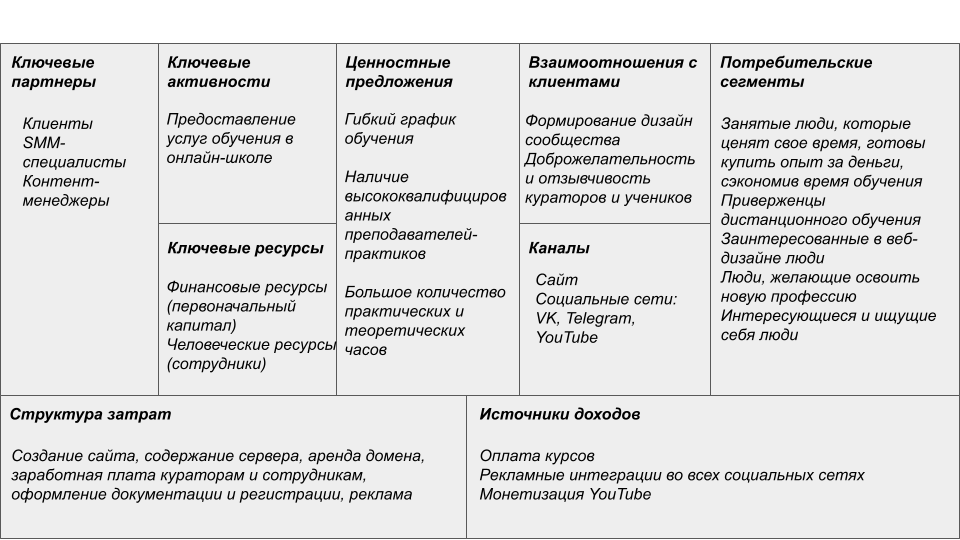 Ключевые
партнеры
Клиенты
SMM-
специалисты
Контент-
менеджеры
Ключевые
активности
Предоставление
услуг обучения в
онлайн-школе
Ключевые ресурсы
Финансовые ресурсы
(первоначальный
капитал)
Человеческие ресурсы
(сотрудники)
Ценностные
предложения
Гибкий график
обучения
Наличие
высококвалифициров
анных
преподавателей-
практиков
Большое количество
практических и
теоретических
часов
Взаимоотношения с
клиентами
Формирование дизайн
сообщества
Доброжелательность
и отзывчивость
кураторов и учеников
Каналы
Сайт
Социальные сети:
VK, Telegram,
YouTube
Потребительские
сегменты
Занятые люди, которые
ценят свое время, готовы
купить опыт за деньги,
сэкономив время обучения
Приверженцы
дистанционного обучения
Заинтересованные в веб-
дизайне люди
Люди, желающие освоить
новую профессию
Интересующиеся и ищущие
себя люди
Структура затрат
Создание сайта, содержание сервера, аренда домена,
заработная плата кураторам и сотрудникам,
оформление документации и регистрации, реклама
Источники доходов
Оплата курсов
Рекламные интеграции во всех социальных сетях
Монетизация YouTube